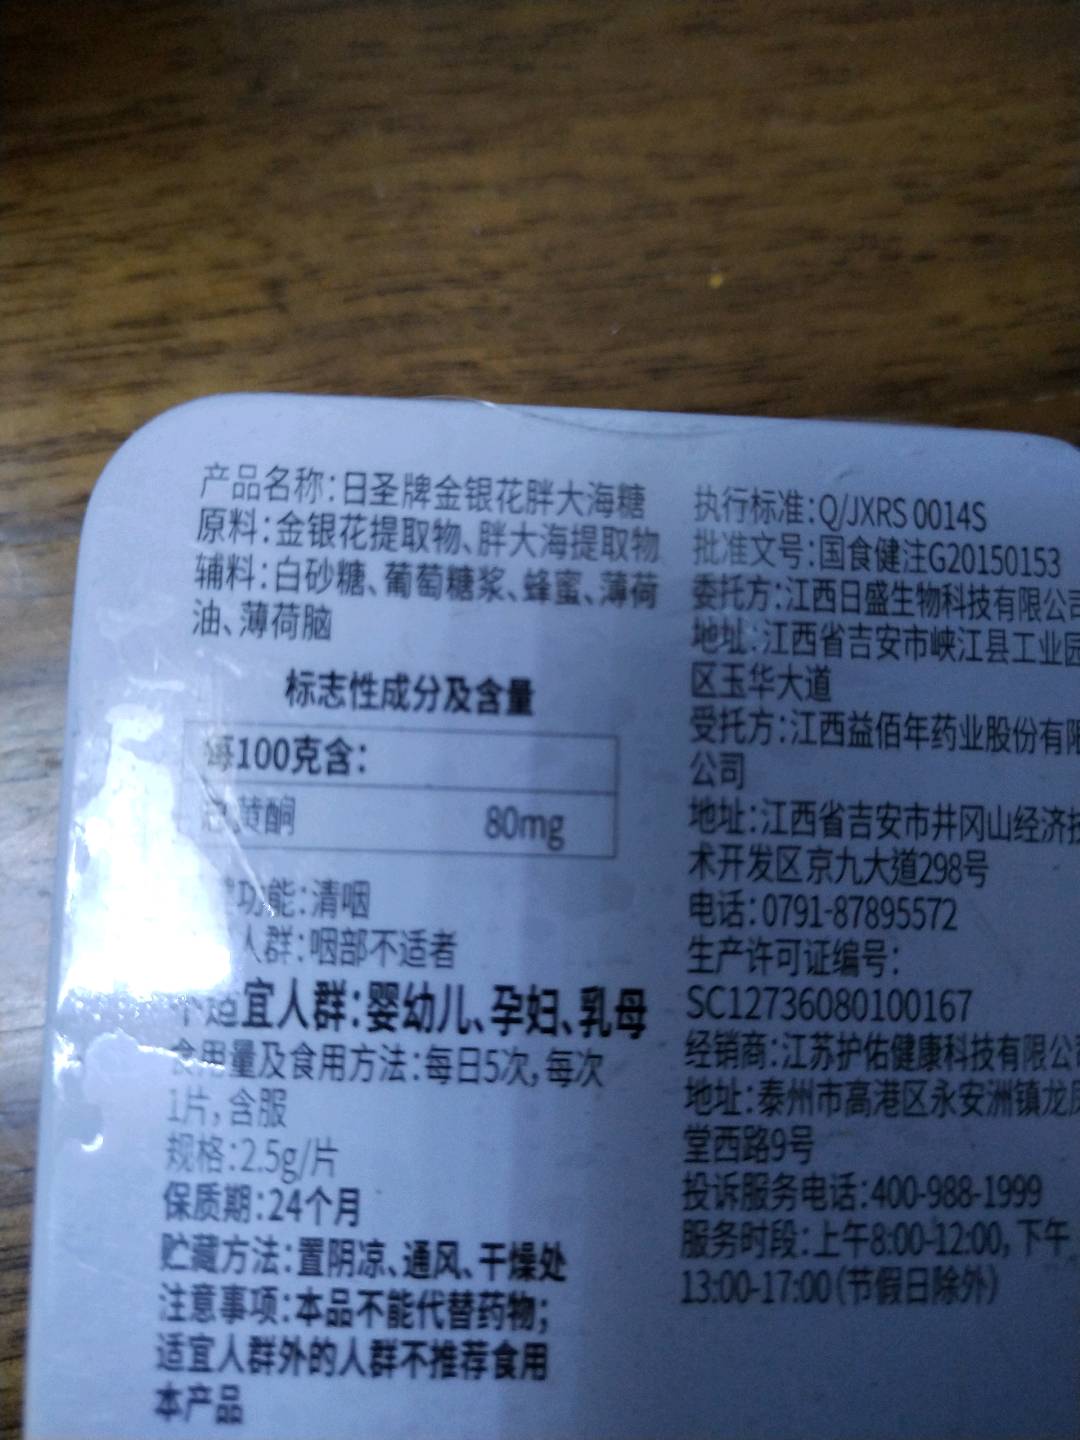 产品名称:日圣牌金银花胖大海糖
原料:金银花提取物、胖大海提取物
辅料:白砂糖、葡萄糖浆、蜂蜜、薄荷
油、薄荷脑
标志性成分及含量
每100克含:
总黄酮 80mg
功能:清咽
人群:咽部不适者
不适宜人群:婴幼儿、孕妇、乳母
食用量及食用方法:每日5次,每次
1片,含服
规格:2.5g/片
保质期:24个月
贮藏方法:置阴凉、通风、干燥处
注意事项:本品不能代替药物;
适宜人群外的人群不推荐食用
本产品
执行标准:Q/JXRS 0014S
批准文号:国食健注G20150153
委托方:江西日盛生物科技有限公司
地址:江西省吉安市峡江县工业园
区玉华大道
受托方:江西益佰年药业股份有限
公司
地址:江西省吉安市井冈山经济技
术开发区京九大道298号
电话:0791-87895572
生产许可证编号:
SC12736080100167
经销商:江苏护佑健康科技有限公司
地址:泰州市高港区永安洲镇龙
堂西路9号
投诉服务电话:400-988-1999
服务时段:上午8:00-12:00,下午
13:00-17:00(节假日除外)